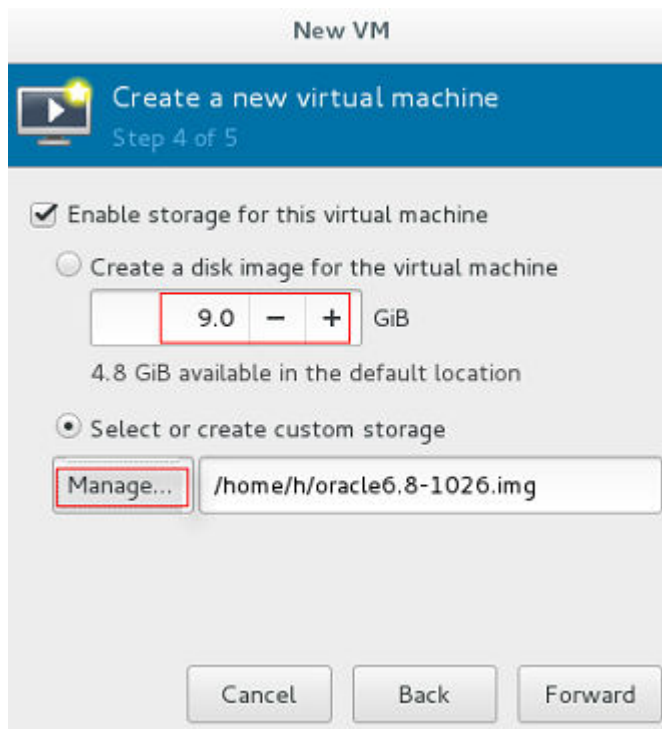 New VM
Create a new virtual machine
Step 4 of 5
Enable storage for this virtual machine
Create a disk image for the virtual machine
9.0 − + GiB
4.8 GiB available in the default location
Select or create custom storage
Manage... /home/h/oracle6.8-1026.img
Cancel Back Forward